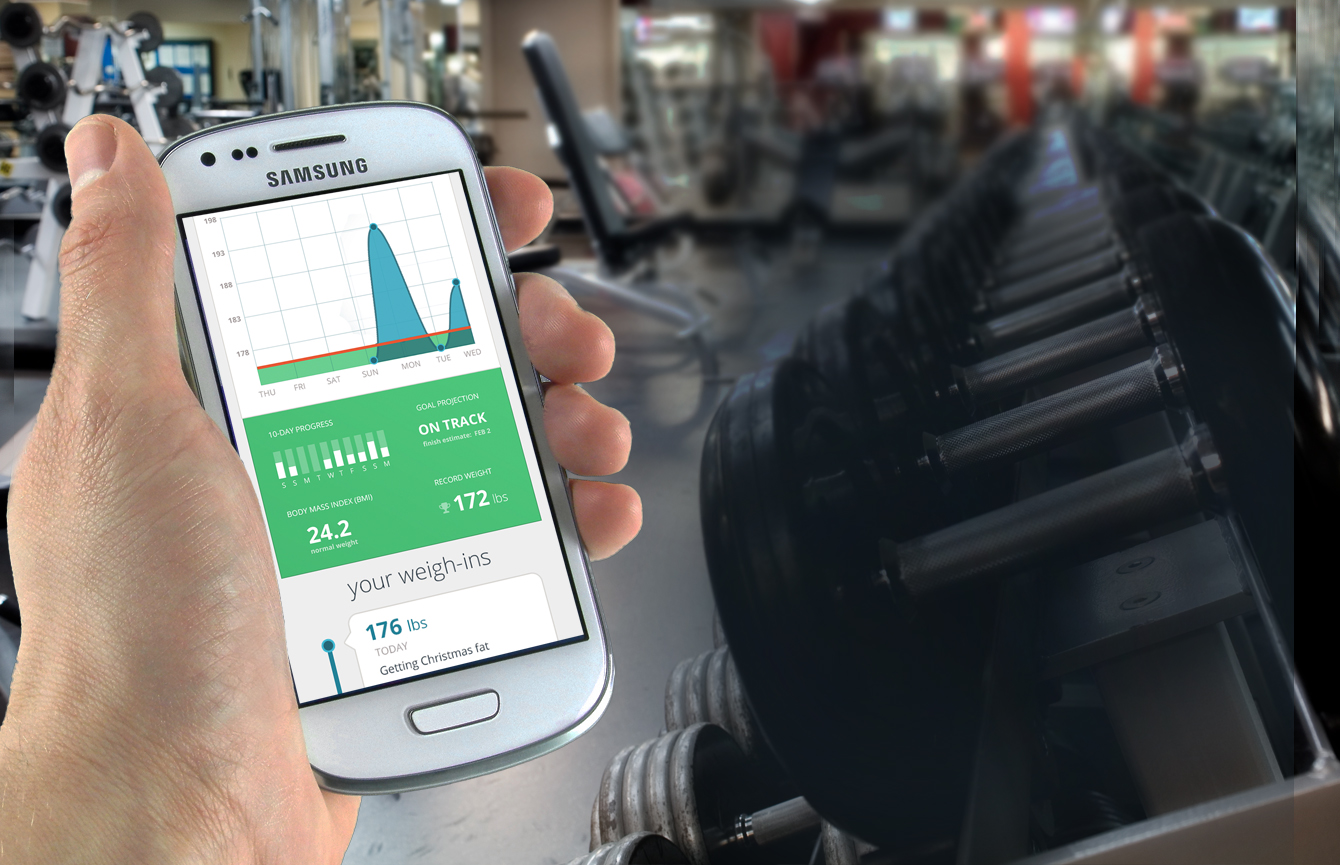 SAMSUNG
198
193
188
183
178
THU FRI SAT SUN MON TUE WED
10-DAY PROGRESS
S S M T W T F S S M
GOAL PROJECTION
ON TRACK
finish estimate: FEB 2
BODY MASS INDEX (BMI)
24.2
normal weight
RECORD WEIGHT
172 lbs
your weigh-ins
176 lbs
TODAY
Getting Christmas fat